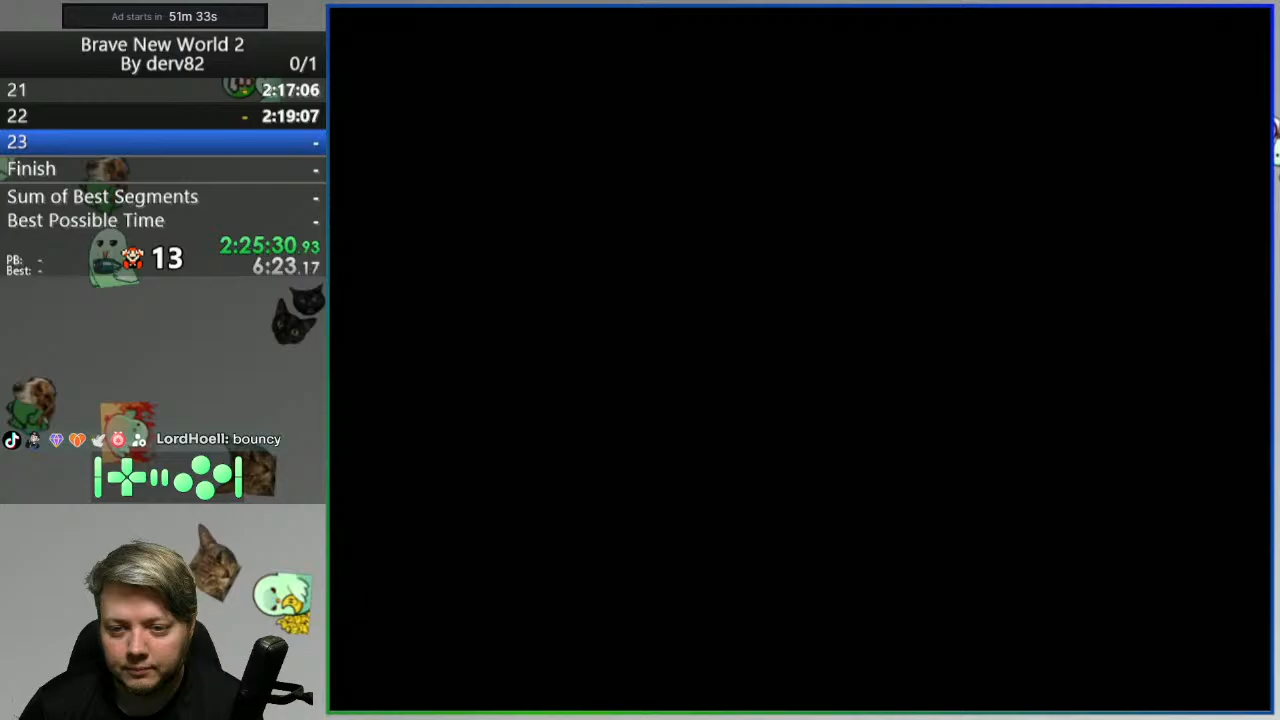 Ad starts in 51m 33s
Brave New World 2
By derv82 0/1
21 2:17:06
22 - 2:19:07
23 -
Finish -
Sum of Best Segments -
Best Possible Time -
PB: -
Best: -
13
2:25:30.93
6:23.17
LordHoell: bouncy